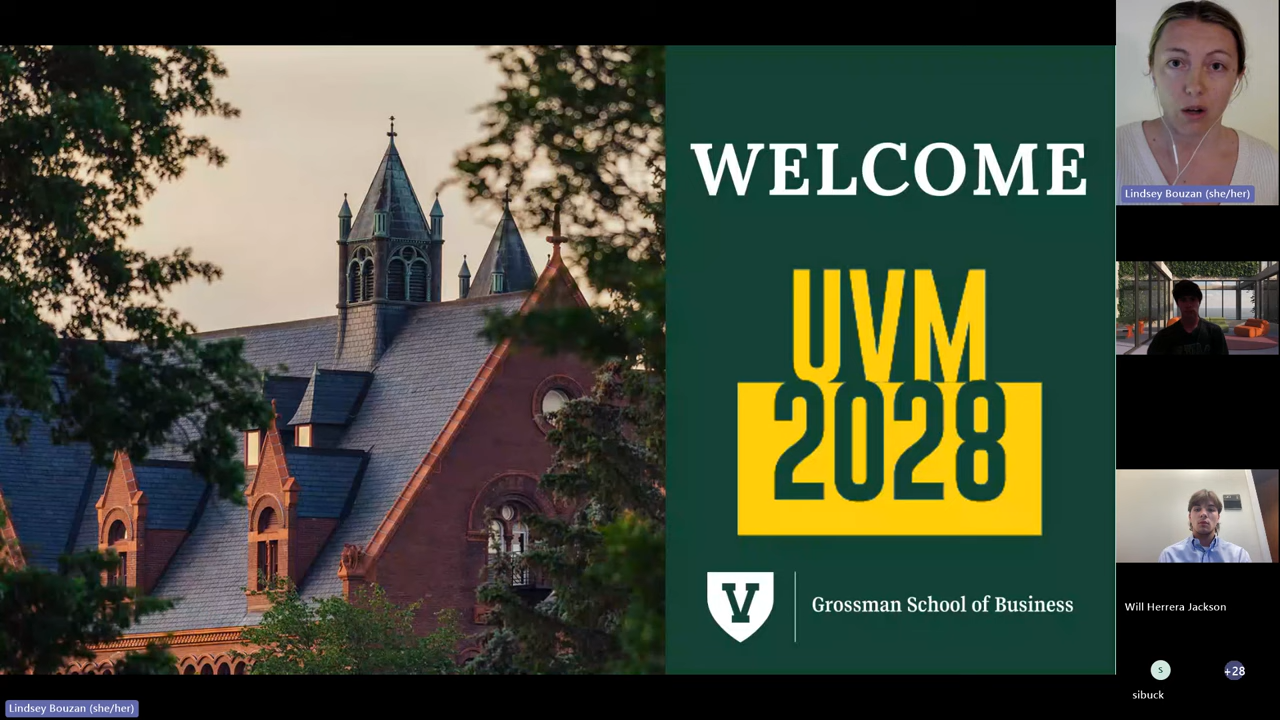 WELCOME
UVM
2028
V
Grossman School of Business
Lindsey Bouzan (she/her)
Lindsey Bouzan (she/her)
Will Herrera Jackson
S
+28
sibuck